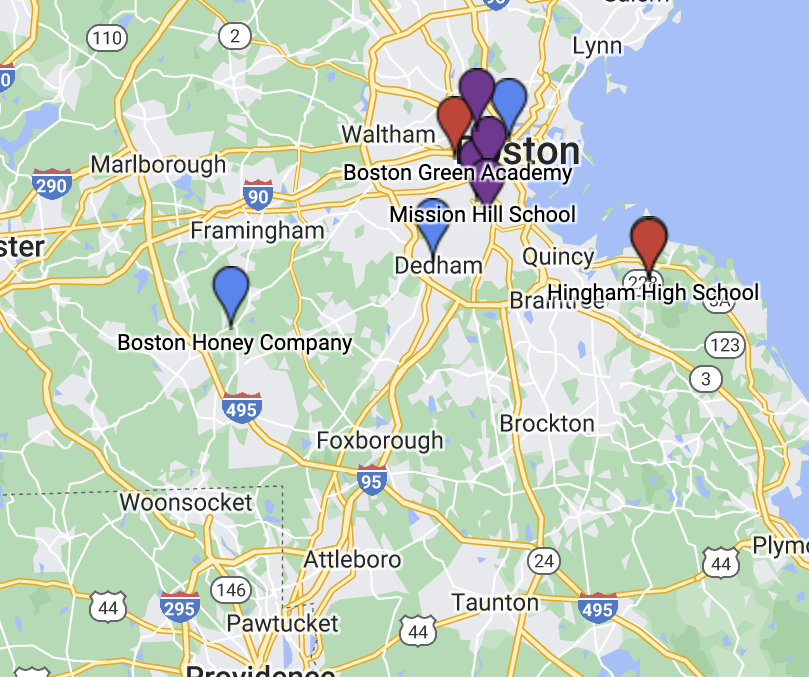 Salem
90
110
2
Lynn
Waltham
Boston
Marlborough
Boston Green Academy
290
90
Mission Hill School
Framingham
ster
Quincy
Dedham
228
Hingham High School
Braintree
3A
Boston Honey Company
123
3
495
Brockton
Foxborough
95
Woonsocket
Plymo
Attleboro
24
44
146
44
295
Taunton
495
Pawtucket
44
Providence